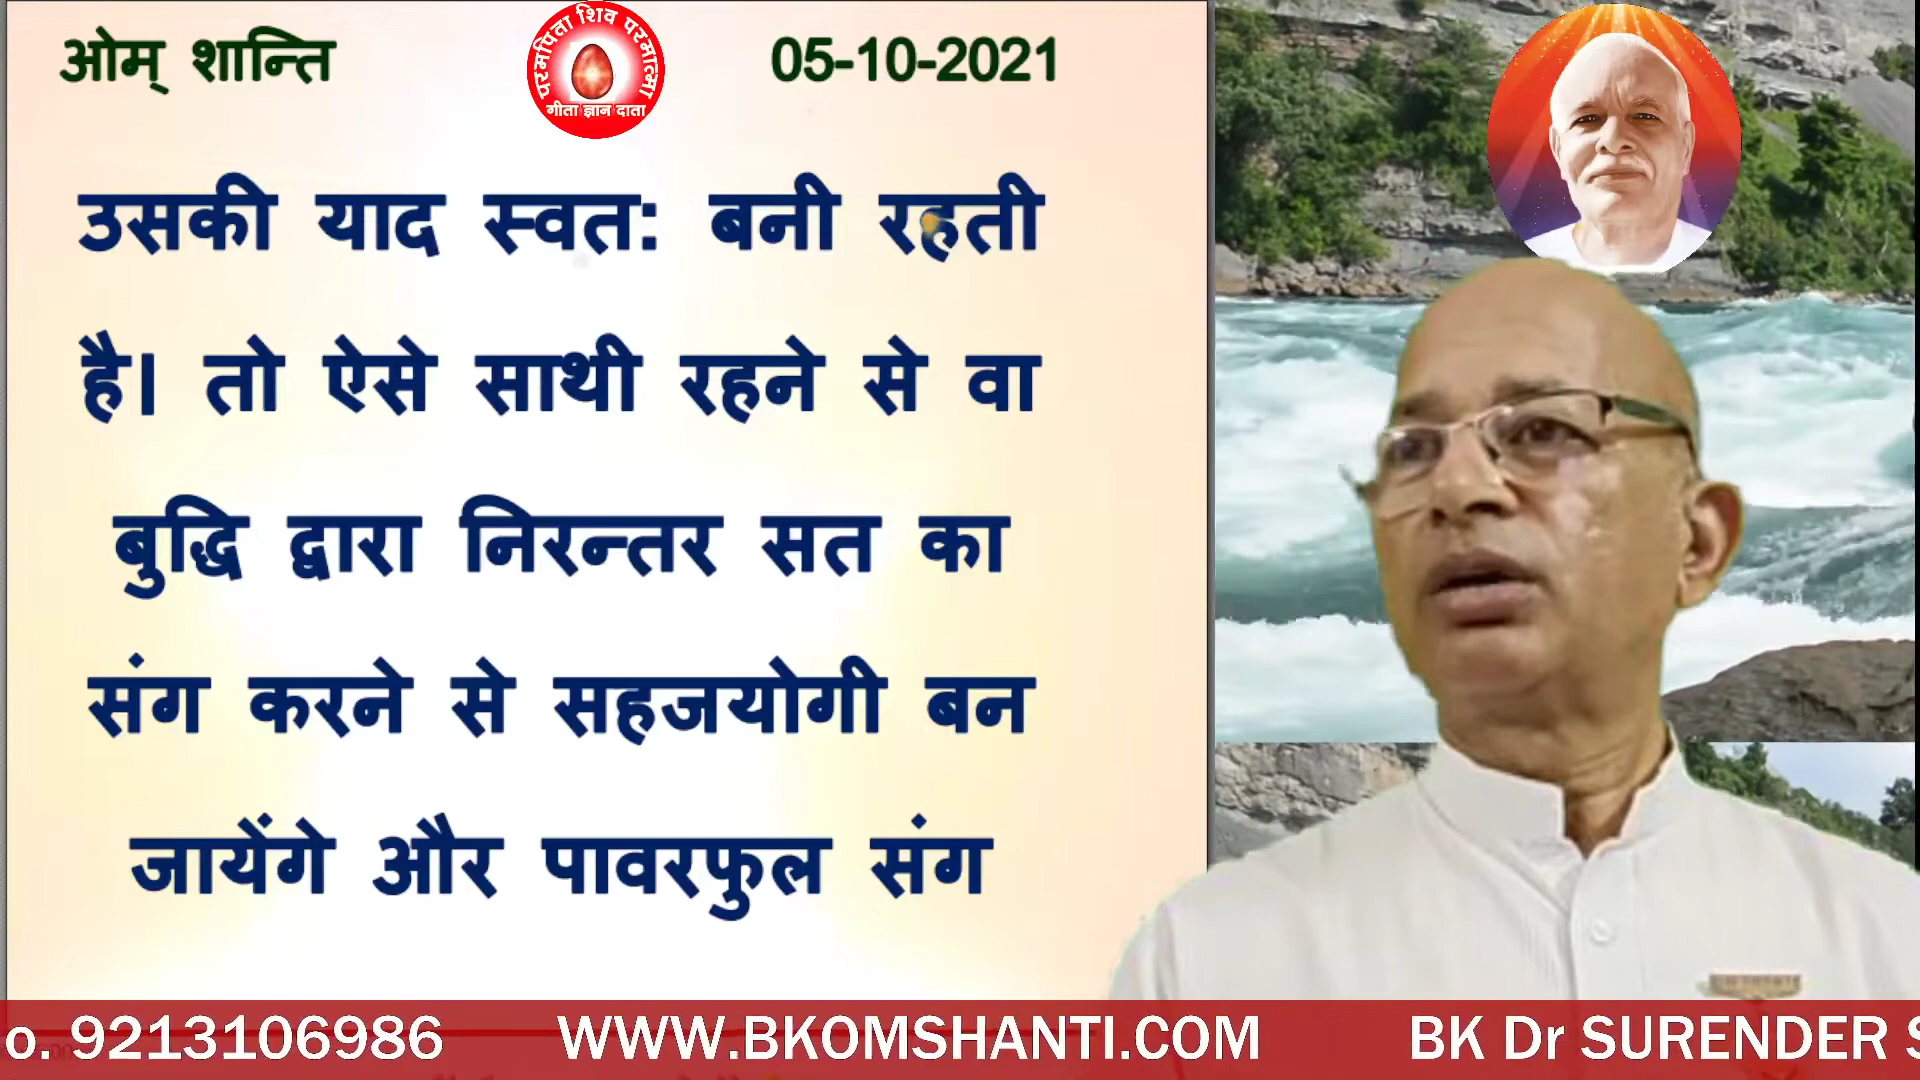 ओम् शान्ति
परमपिता शिव परमात्मा
गीता ज्ञान दाता
05-10-2021
उसकी याद स्वत: बनी रहती
है। तो ऐसे साथी रहने से वा
बुद्धि द्वारा निरन्तर सत का
संग करने से सहजयोगी बन
जायेंगे और पावरफुल संग
o. 9213106986 WWW.BKOMSHANTI.COM BK Dr SURENDER S